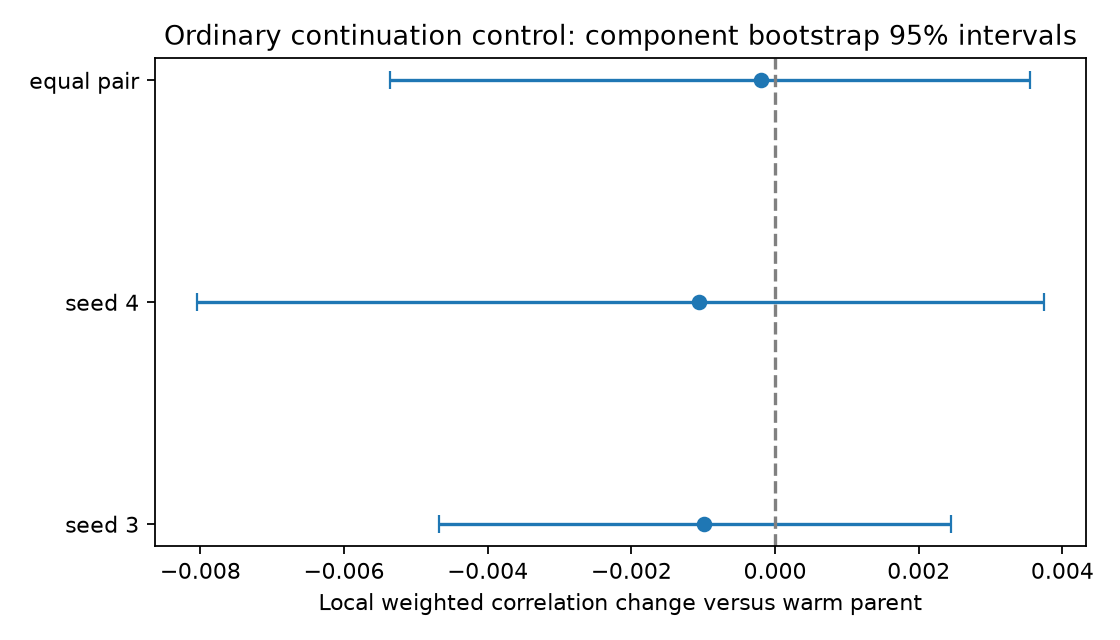 Ordinary continuation control: component bootstrap 95% intervals
equal pair
seed 4
seed 3
−0.008 −0.006 −0.004 −0.002 0.000 0.002 0.004
Local weighted correlation change versus warm parent